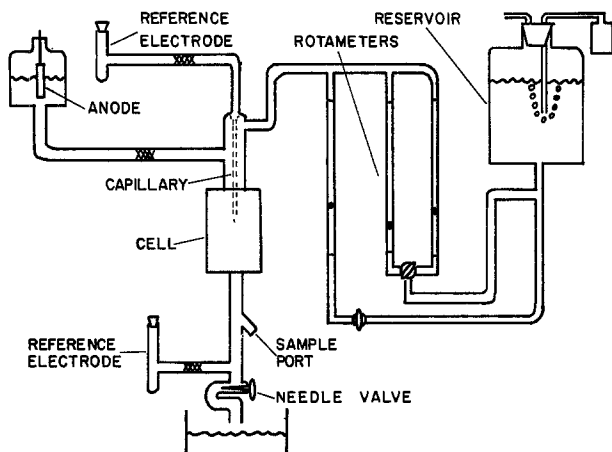 REFERENCE
ELECTRODE
RESERVOIR
ROTAMETERS
ANODE
CAPILLARY
CELL
REFERENCE
ELECTRODE
SAMPLE
PORT
NEEDLE VALVE